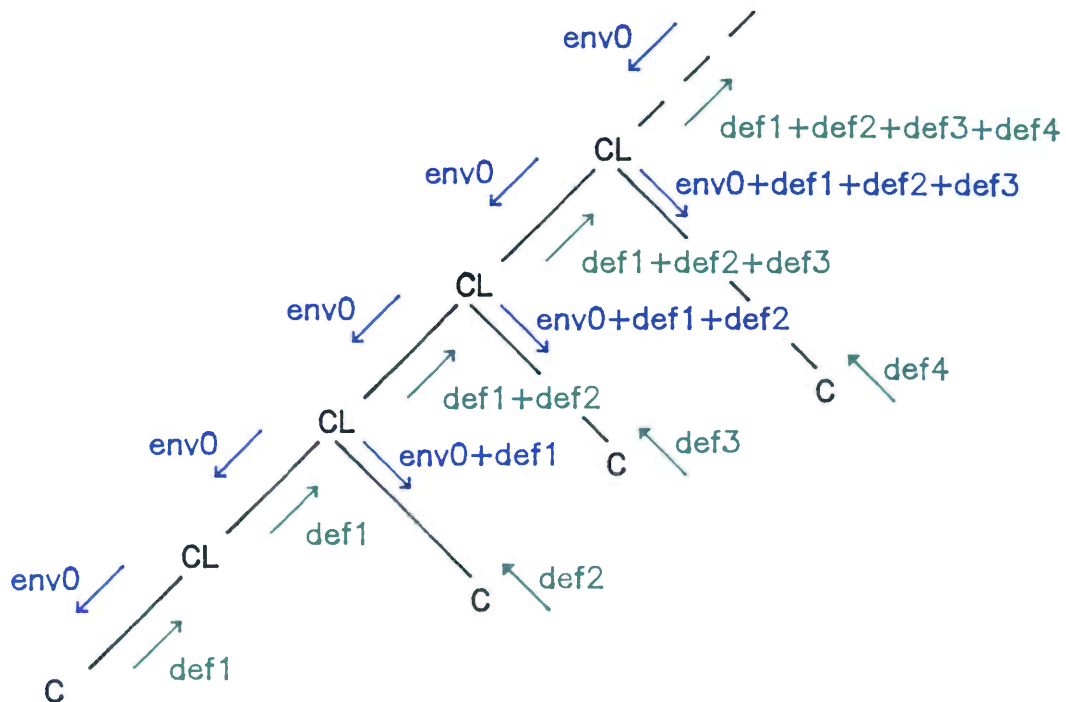 env0
def1+def2+def3+def4
CL
env0
env0+def1+def2+def3
def1+def2+def3
CL
env0
env0+def1+def2
def4
C
def1+def2
CL
env0
env0+def1
def3
C
def1
CL
env0
def2
C
def1
C